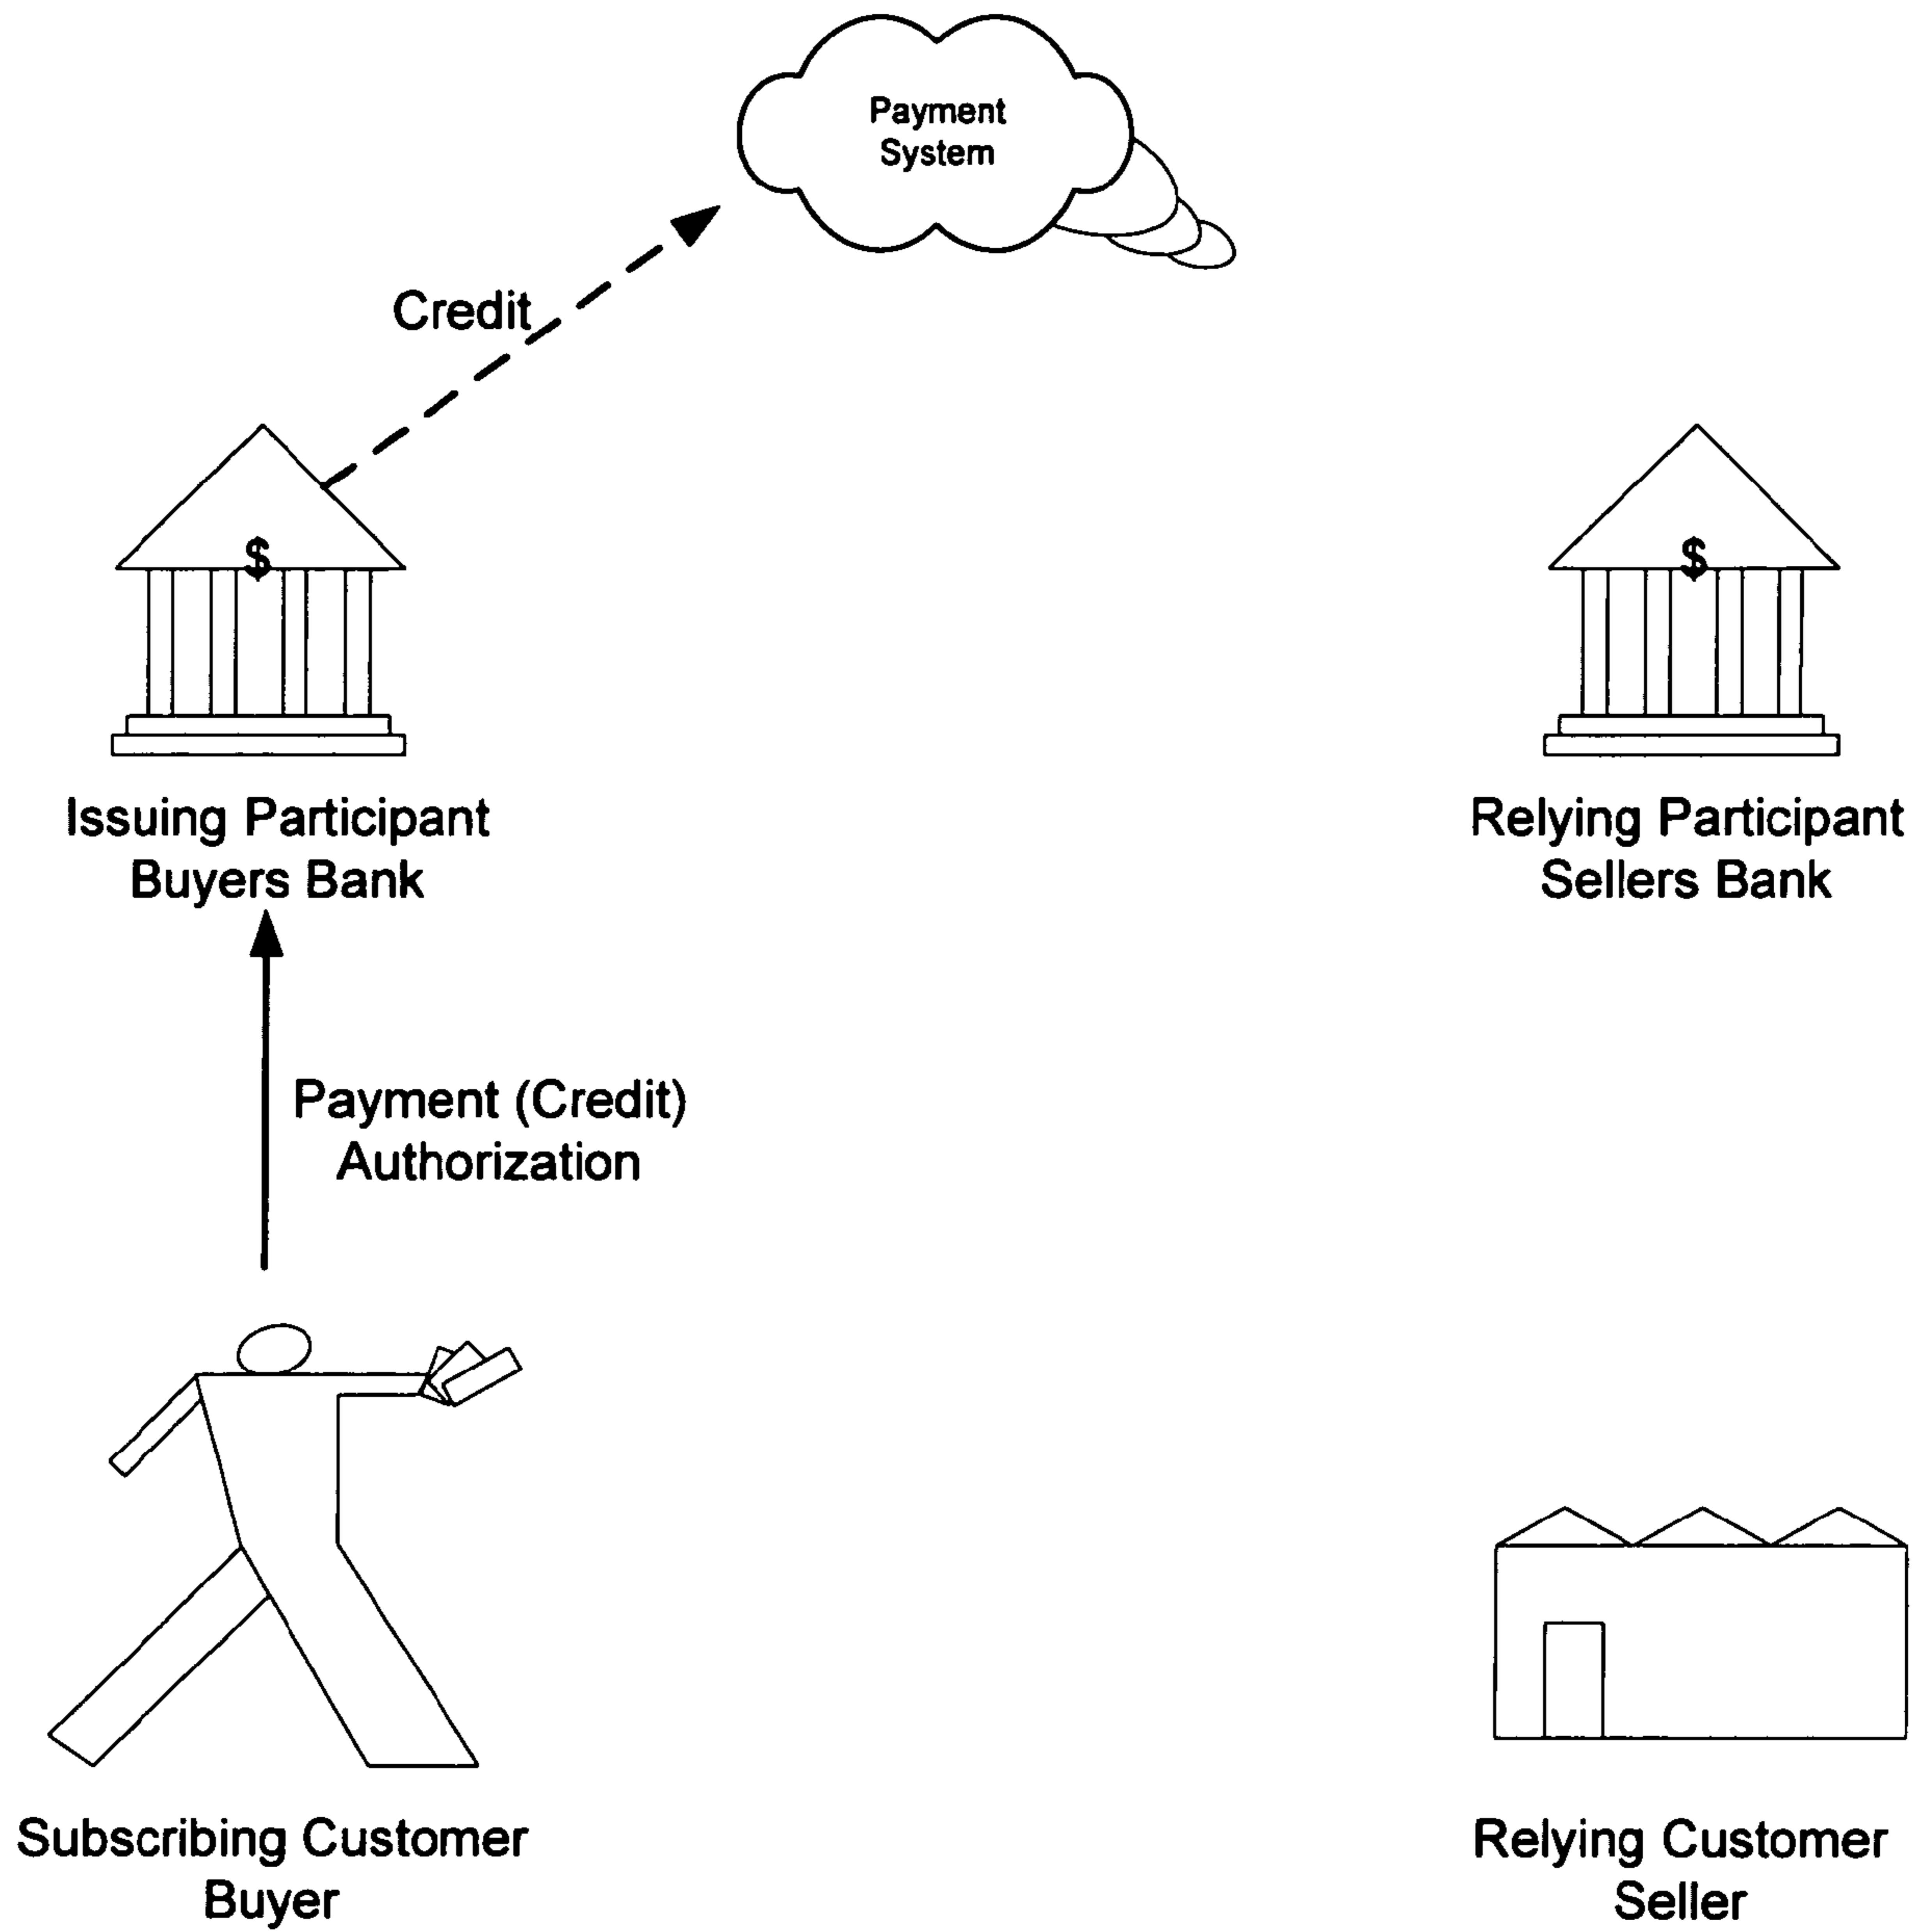 Payment
System
Credit
$
$
Issuing Participant
Buyers Bank
Relying Participant
Sellers Bank
Payment (Credit)
Authorization
Subscribing Customer
Buyer
Relying Customer
Seller